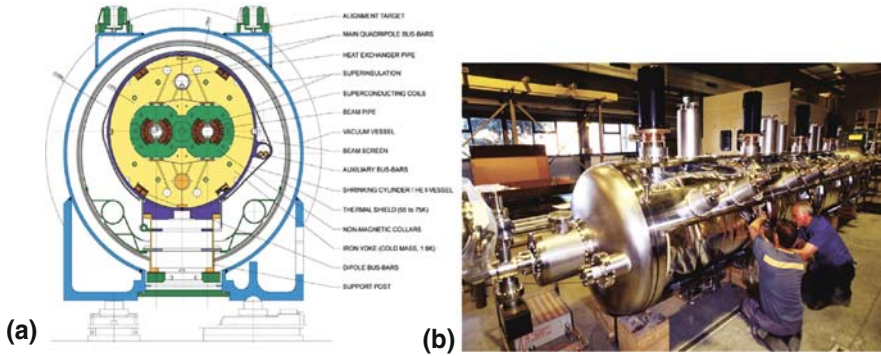 ALIGNMENT TARGET
MAIN QUADRIPOLE BUS-BARS
HEAT EXCHANGER PIPE
SUPERINSULATION
SUPERCONDUCTING COILS
BEAM PIPE
VACUUM VESSEL
BEAM SCREEN
AUXILIARY BUS-BARS
SHRINKING CYLINDER / HE I-VESSEL
THERMAL SHIELD (55 to 75K)
NON-MAGNETIC COLLARS
IRON YOKE (COLD MASS, 1.9K)
DIPOLE BUS-BARS
SUPPORT POST
(a)
(b)